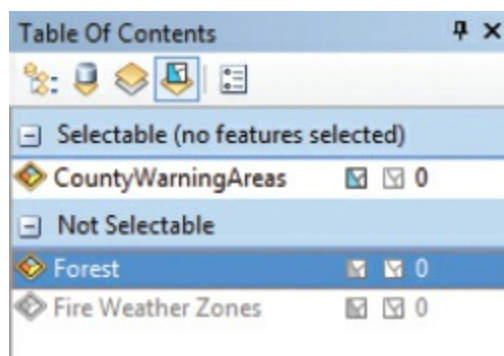 Table Of Contents
Selectable (no features selected)
CountyWarningAreas 0
Not Selectable
Forest 0
Fire Weather Zones 0